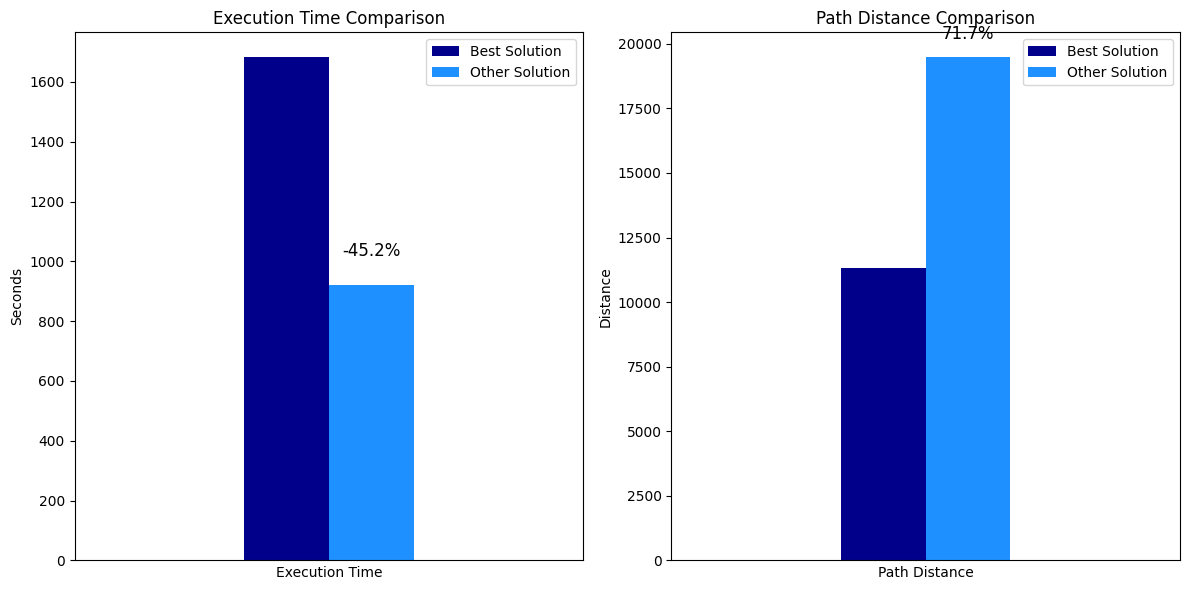 Execution Time Comparison
Best Solution
Other Solution
1600
1400
1200
1000
800
600
400
200
0
-45.2%
Seconds
Execution Time
Path Distance Comparison
71.7%
Best Solution
Other Solution
20000
17500
15000
12500
10000
7500
5000
2500
0
Distance
Path Distance